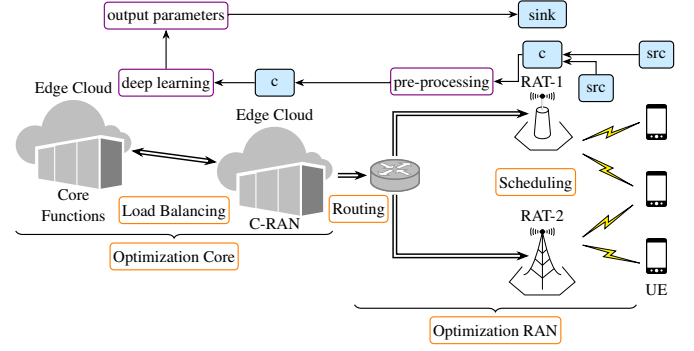 output parameters
sink
deep learning
c
pre-processing
c
src
src
Edge Cloud
Edge Cloud
RAT-1
Core
Functions
Load Balancing
C-RAN
Routing
Scheduling
RAT-2
Optimization Core
UE
Optimization RAN